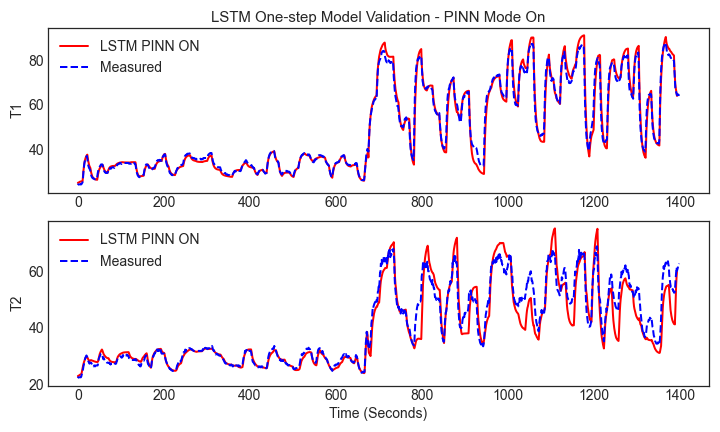 LSTM One-step Model Validation - PINN Mode On
T1
80
60
40
LSTM PINN ON
Measured
0 200 400 600 800 1000 1200 1400
T2
60
40
20
LSTM PINN ON
Measured
0 200 400 600 800 1000 1200 1400
Time (Seconds)